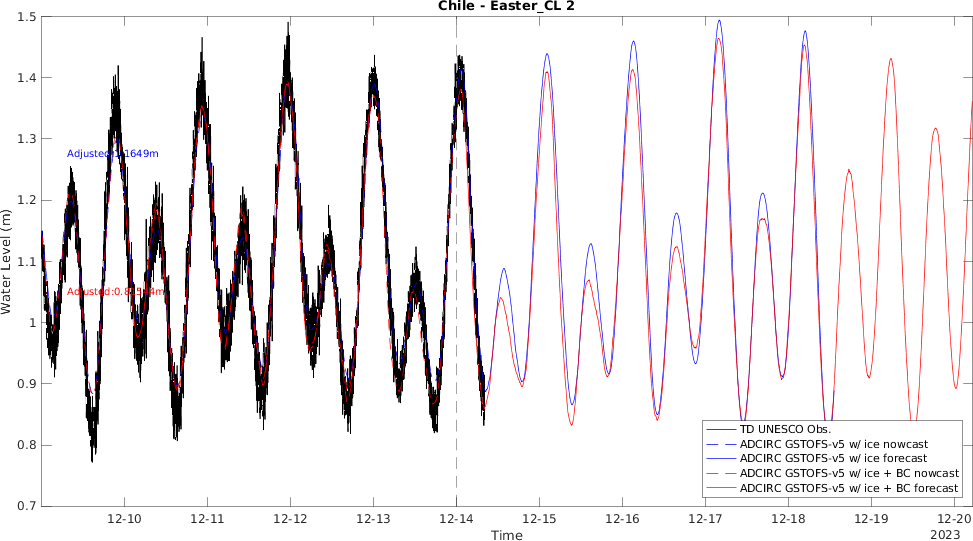 Chile - Easter_CL 2
1.5
1.4
1.3
1.2
1.1
1
0.9
0.8
0.7
Water Level (m)
12-10
12-11
12-12
12-13
12-14
12-15
12-16
12-17
12-18
12-19
12-20
2023
Time
TD UNESCO Obs.
ADCIRC GSTOFS-v5 w/ ice nowcast
ADCIRC GSTOFS-v5 w/ ice forecast
ADCIRC GSTOFS-v5 w/ ice + BC nowcast
ADCIRC GSTOFS-v5 w/ ice + BC forecast